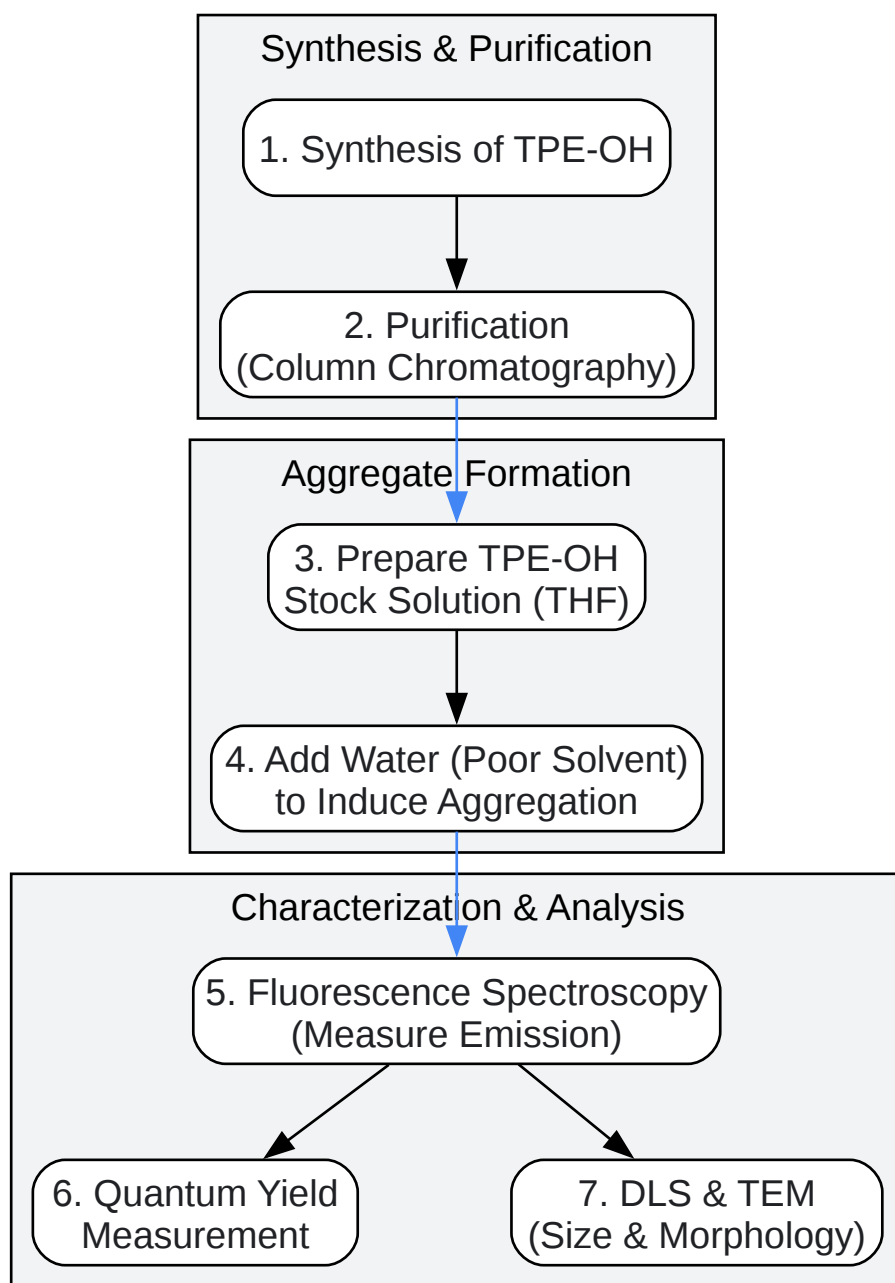 Synthesis & Purification
1. Synthesis of TPE-OH
2. Purification
(Column Chromatography)
Aggregate Formation
3. Prepare TPE-OH
Stock Solution (THF)
4. Add Water (Poor Solvent)
to Induce Aggregation
Characterization & Analysis
5. Fluorescence Spectroscopy
(Measure Emission)
6. Quantum Yield
Measurement
7. DLS & TEM
(Size & Morphology)